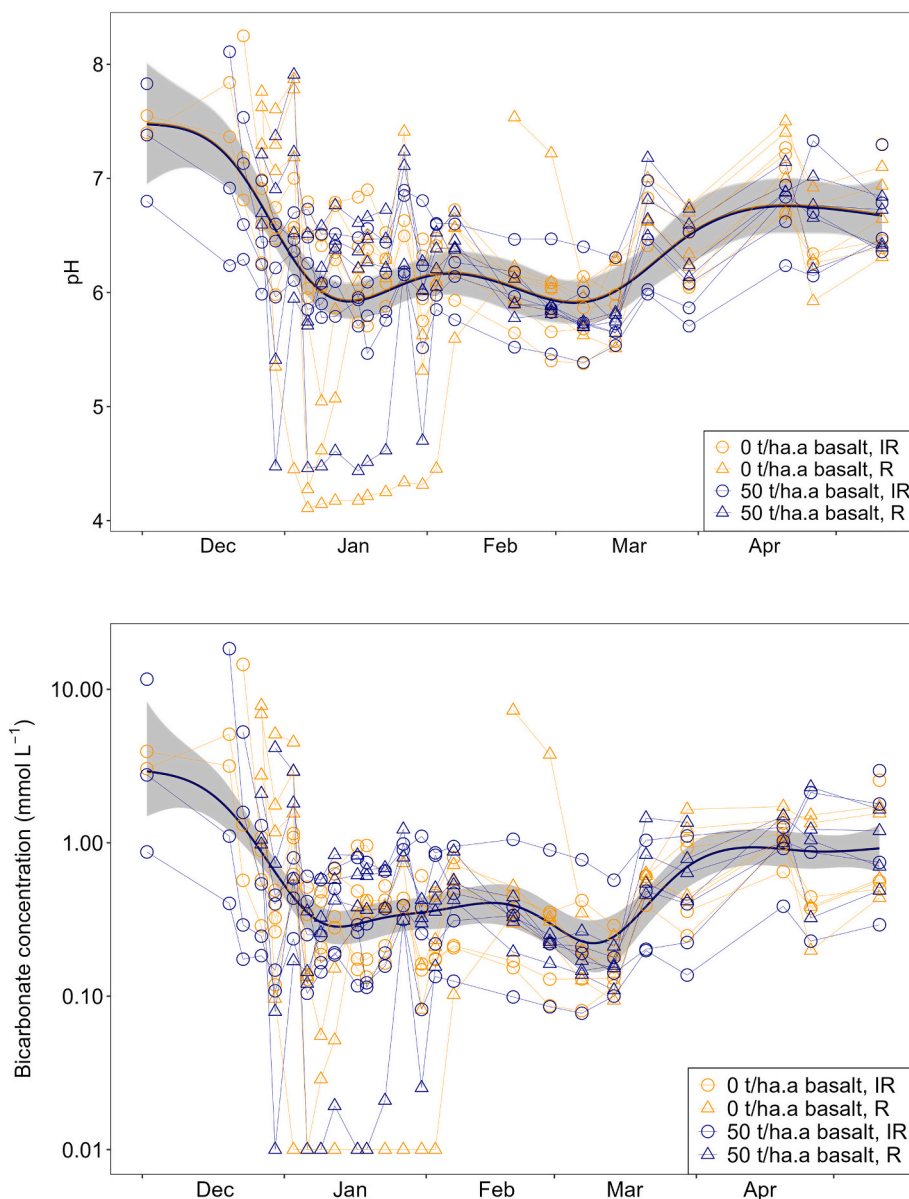 8
7
6
5
4
pH
0 t/ha.a basalt, IR
0 t/ha.a basalt, R
50 t/ha.a basalt, IR
50 t/ha.a basalt, R
Dec Jan Feb Mar Apr
10.00
1.00
0.10
0.01
Bicarbonate concentration (mmol L⁻¹)
0 t/ha.a basalt, IR
0 t/ha.a basalt, R
50 t/ha.a basalt, IR
50 t/ha.a basalt, R
Dec Jan Feb Mar Apr